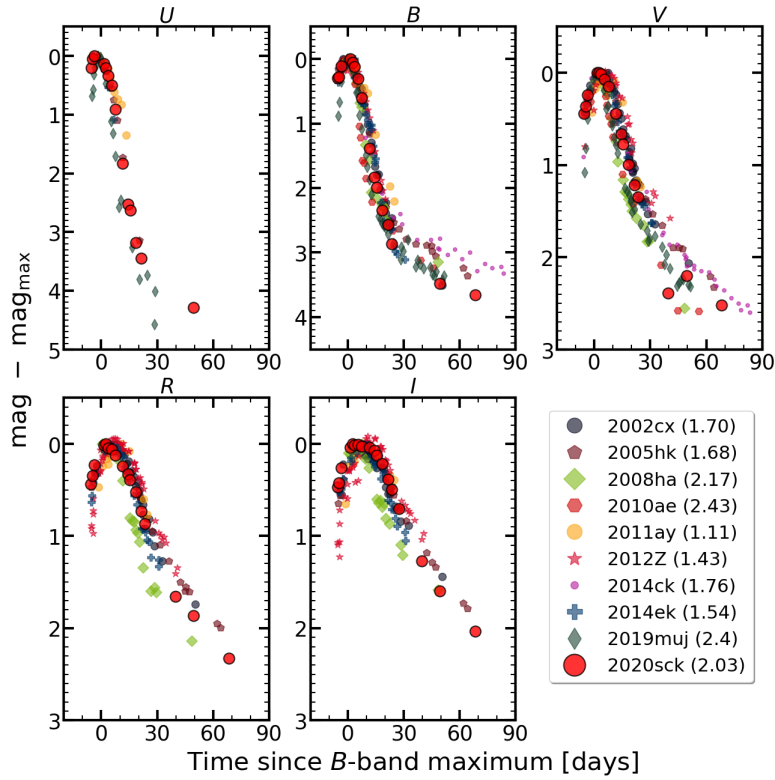 U B V
0
1
2
3
4
5
0 30 60 90
0
1
2
3
4
0 30 60 90
0
1
2
3
0 30 60 90
mag − mag_max
R I
0
1
2
3
0 30 60 90
0
1
2
3
0 30 60 90
2002cx (1.70)
2005hk (1.68)
2008ha (2.17)
2010ae (2.43)
2011ay (1.11)
2012Z (1.43)
2014ck (1.76)
2014ek (1.54)
2019muj (2.4)
2020sck (2.03)
Time since B-band maximum [days]